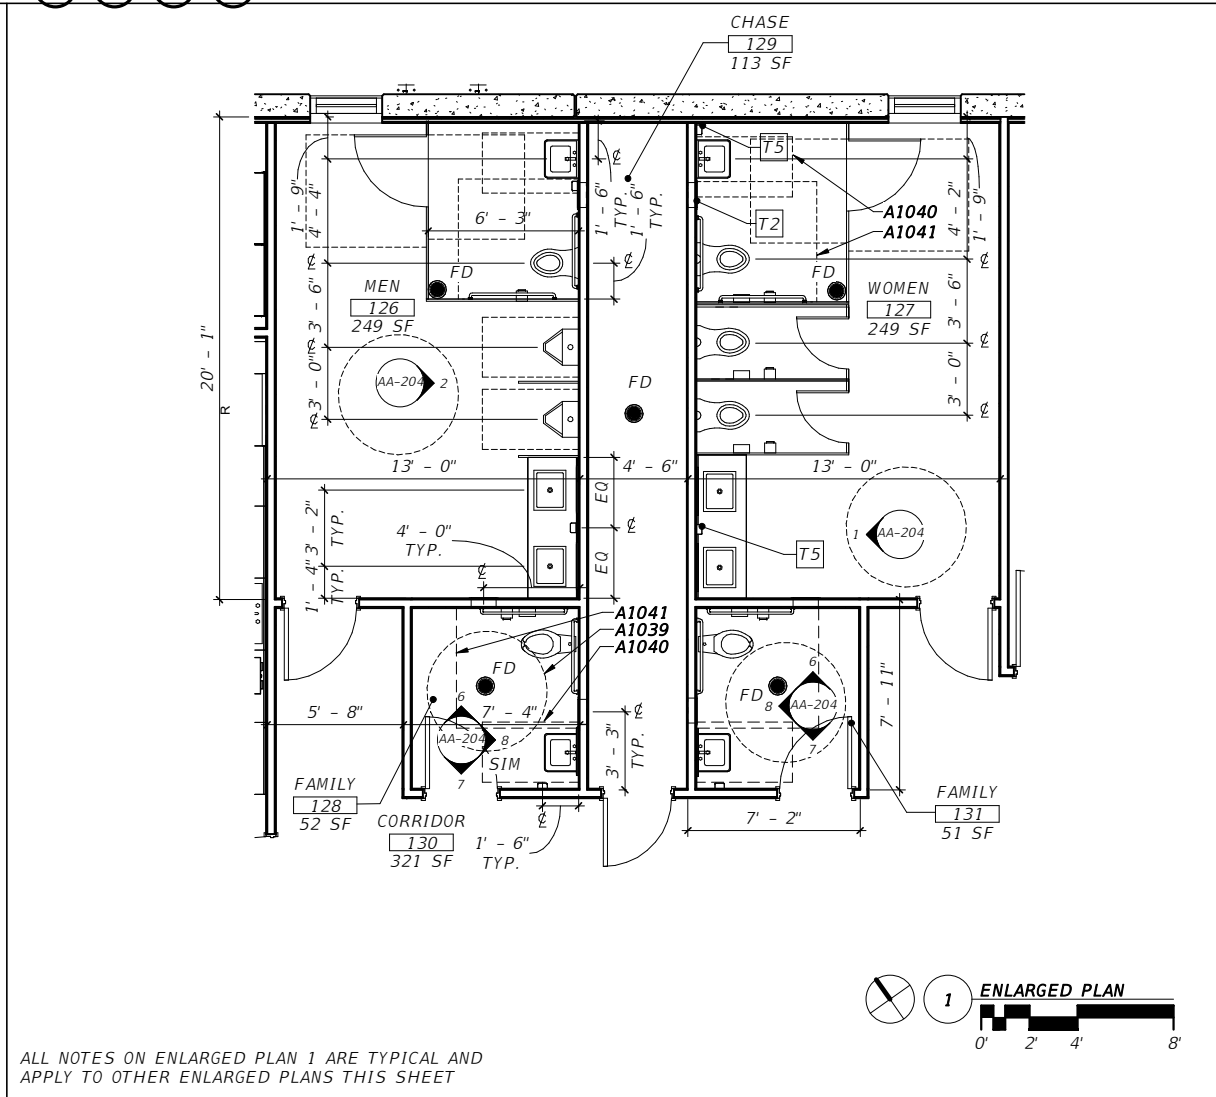 CHASE
129
113 SF
T5
1' - 9"
4' - 4"
6' - 3"
1' - 6"
TYP.
1' - 6"
TYP.
T2
A1040
A1041
4' - 2"
1' - 9"
℄
℄
℄
℄
FD
FD
MEN
126
249 SF
WOMEN
127
249 SF
3' - 6"
3' - 6"
20' - 1"
R
℄
℄
AA-204
2
FD
3' - 0"
3' - 0"
℄
℄
13' - 0"
4' - 6"
13' - 0"
EQ
3' - 2"
TYP.
4' - 0"
TYP.
℄
1
AA-204
T5
EQ
1' - 4"
TYP.
℄
A1041
A1039
A1040
FD
FD
6
6
5' - 8"
7' - 4"
℄
8
AA-204
7' - 11"
AA-204
8
7
SIM
3' - 3"
TYP.
7
FAMILY
128
52 SF
CORRIDOR
130
321 SF
℄
1' - 6"
TYP.
7' - 2"
FAMILY
131
51 SF
1
ENLARGED PLAN
0'
2'
4'
8'
ALL NOTES ON ENLARGED PLAN 1 ARE TYPICAL AND
APPLY TO OTHER ENLARGED PLANS THIS SHEET